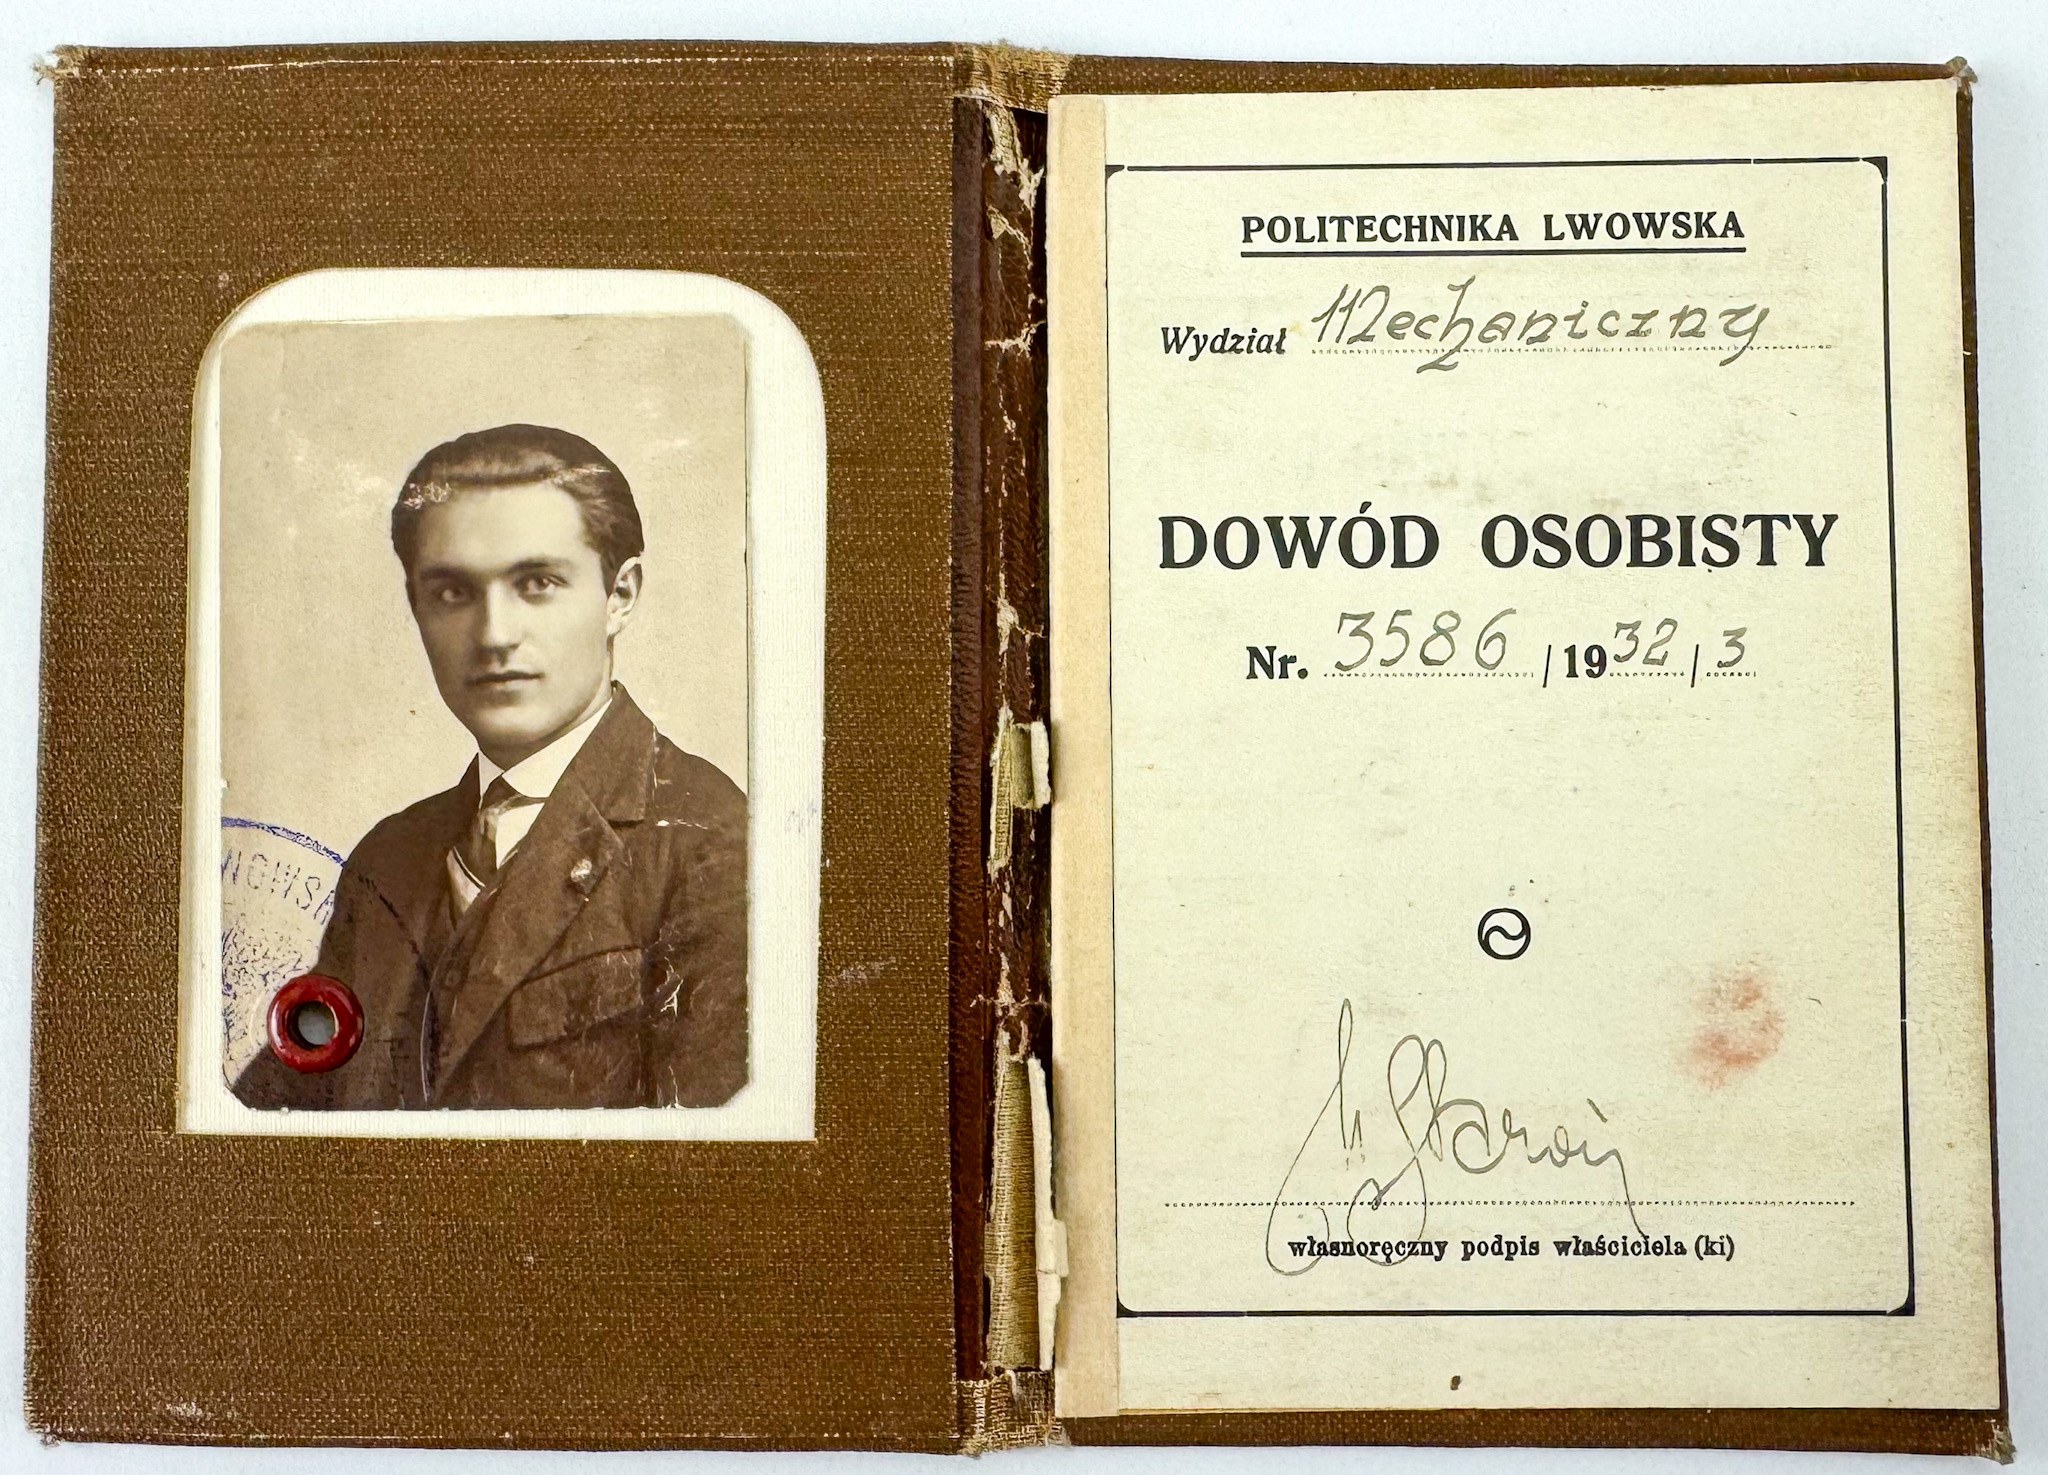 POLITECHNIKA LWOWSKA
Wydział Mechaniczny
DOWÓD OSOBISTY
Nr. 3586 / 1932 / 3
własnoręczny podpis właściciela (ki)